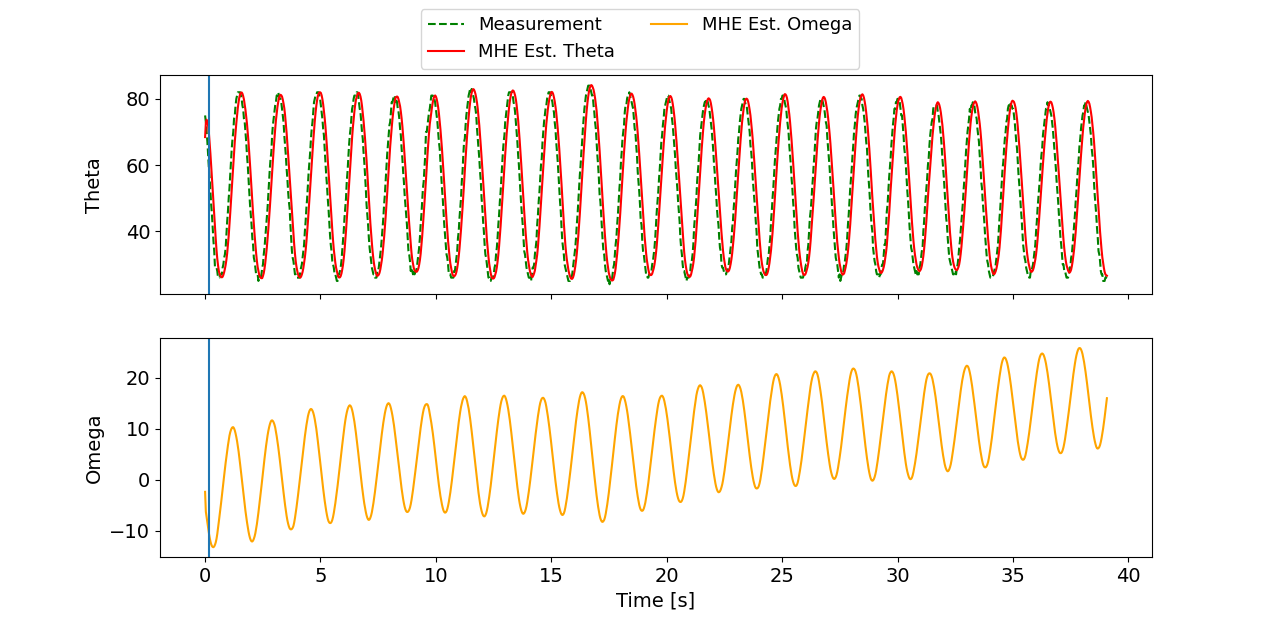 Measurement
MHE Est. Theta
MHE Est. Omega
80
60
40
Theta
20
10
0
−10
Omega
0 5 10 15 20 25 30 35 40
Time [s]